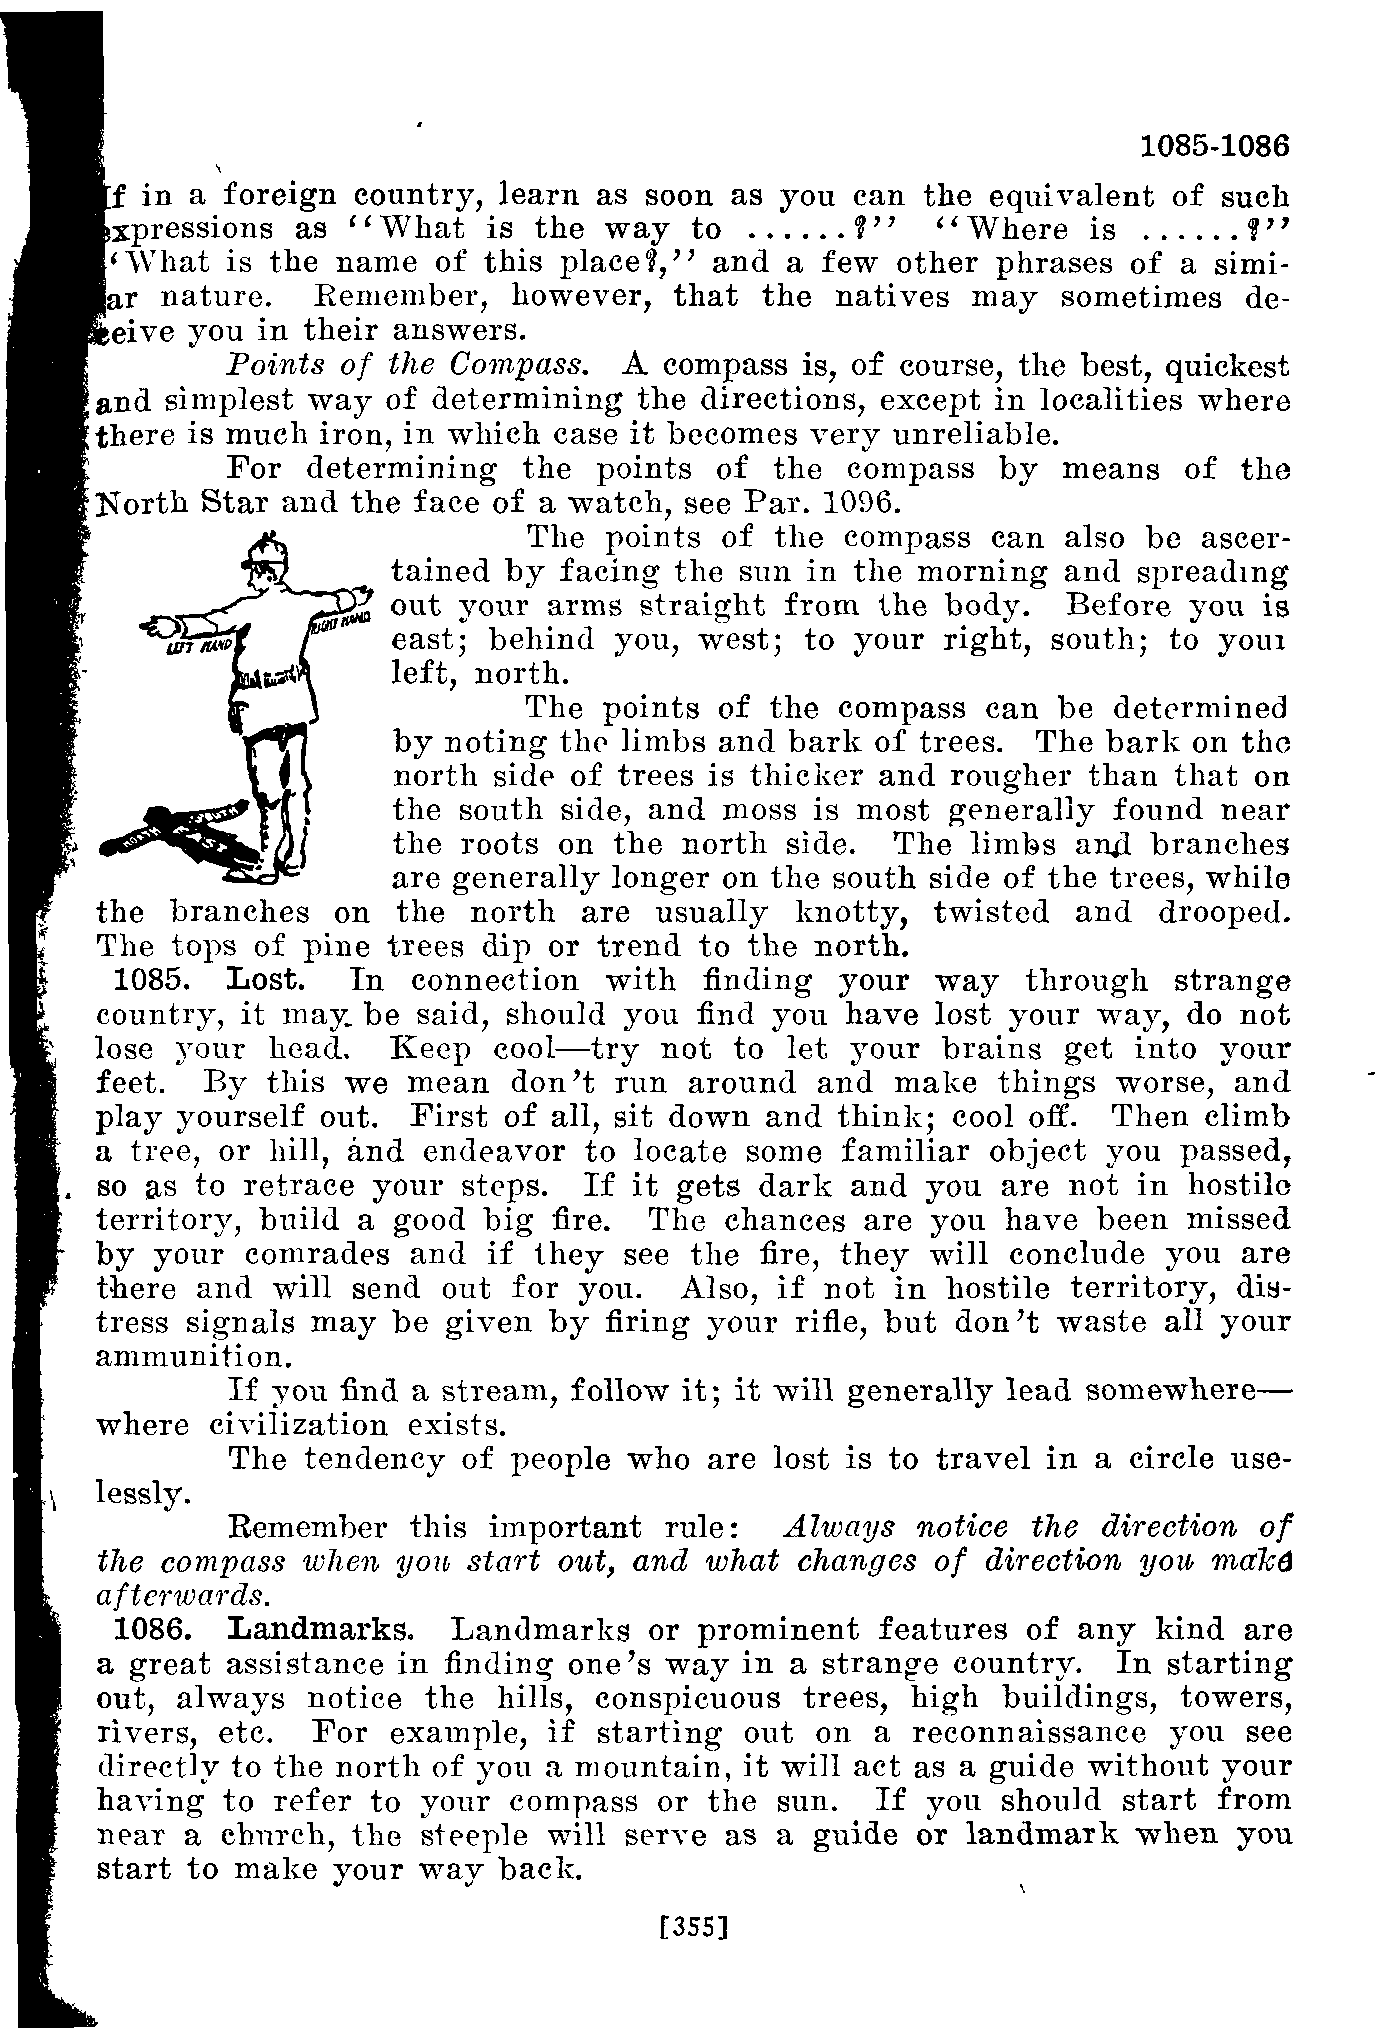 1085-1086
If in a foreign country, learn as soon as you can the equivalent of such
expressions as ‘‘What is the way to ......?’’ ‘‘Where is ......?’’
‘‘What is the name of this place?,’’ and a few other phrases of a simi-
lar nature. Remember, however, that the natives may sometimes de-
ceive you in their answers.
Points of the Compass. A compass is, of course, the best, quickest
and simplest way of determining the directions, except in localities where
there is much iron, in which case it becomes very unreliable.
For determining the points of the compass by means of the
North Star and the face of a watch, see Par. 1096.
The points of the compass can also be ascer-
tained by facing the sun in the morning and spreading
out your arms straight from the body. Before you is
east; behind you, west; to your right, south; to your
left, north.
LEFT HAND
RIGHT HAND
NORTH
SOUTH
WEST
The points of the compass can be determined
by noting the limbs and bark of trees. The bark on the
north side of trees is thicker and rougher than that on
the south side, and moss is most generally found near
the roots on the north side. The limbs and branches
are generally longer on the south side of the trees, while
the branches on the north are usually knotty, twisted and drooped.
The tops of pine trees dip or trend to the north.
1085. Lost. In connection with finding your way through strange
country, it may be said, should you find you have lost your way, do not
lose your head. Keep cool—try not to let your brains get into your
feet. By this we mean don’t run around and make things worse, and
play yourself out. First of all, sit down and think; cool off. Then climb
a tree, or hill, and endeavor to locate some familiar object you passed,
so as to retrace your steps. If it gets dark and you are not in hostile
territory, build a good big fire. The chances are you have been missed
by your comrades and if they see the fire, they will conclude you are
there and will send out for you. Also, if not in hostile territory, dis-
tress signals may be given by firing your rifle, but don’t waste all your
ammunition.
If you find a stream, follow it; it will generally lead somewhere—
where civilization exists.
The tendency of people who are lost is to travel in a circle use-
lessly.
Remember this important rule: Always notice the direction of
the compass when you start out, and what changes of direction you make
afterwards.
1086. Landmarks. Landmarks or prominent features of any kind are
a great assistance in finding one’s way in a strange country. In starting
out, always notice the hills, conspicuous trees, high buildings, towers,
rivers, etc. For example, if starting out on a reconnaissance you see
directly to the north of you a mountain, it will act as a guide without your
having to refer to your compass or the sun. If you should start from
near a church, the steeple will serve as a guide or landmark when you
start to make your way back.
[355]